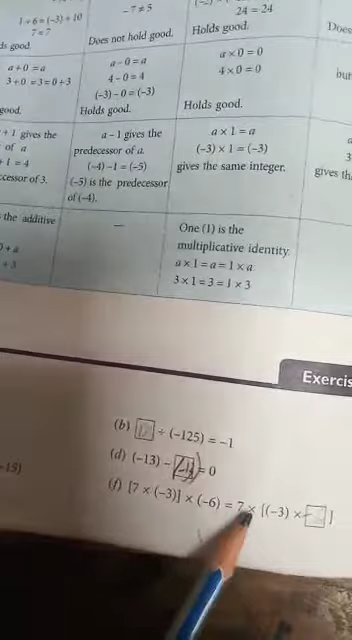 1+6=(-3)+10
-7≠5
24 = 24
7=7
Does not hold good.
Holds good.
Does
ds good.
a+0 = a
a-0 = a
a × 0 = 0
3+0 = 3 = 0+3
4-0 = 4
4 × 0 = 0
(-3)-0 = (-3)
good.
Holds good.
Holds good.
+ 1 gives the
a - 1 gives the
a × 1 = a
of a
predecessor of a.
(-3) × 1 = (-3)
+1 = 4
(-4) -1 = (-5)
gives the same integer.
gives th
cessor of 3.
(-5) is the predecessor
of (-4).
the additive
—
One (1) is the
multiplicative identity.
0+a
a × 1 = a = 1 × a
+3
3 × 1 = 3 = 1 × 3
Exercis
(b) ÷ (-125) = -1
(d) (-13) - = 0
-15)
(f) [7 × (-3)] × (-6) = 7 × [(-3) × ]